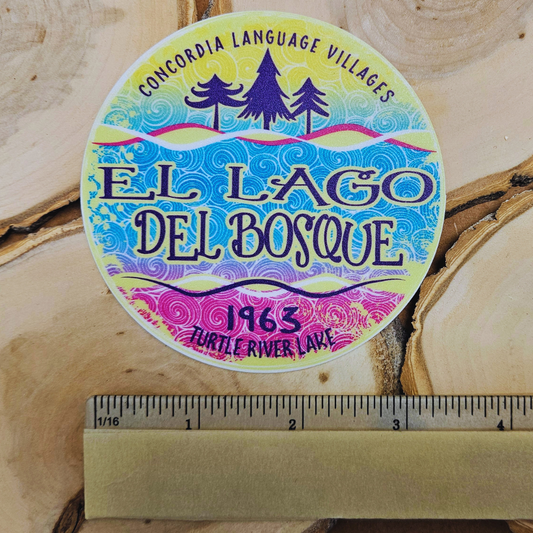 CONCORDIA LANGUAGE VILLAGES
EL LAGO
DEL BOSQUE
1963
TURTLE RIVER LAKE
1/16 1 2 3 4